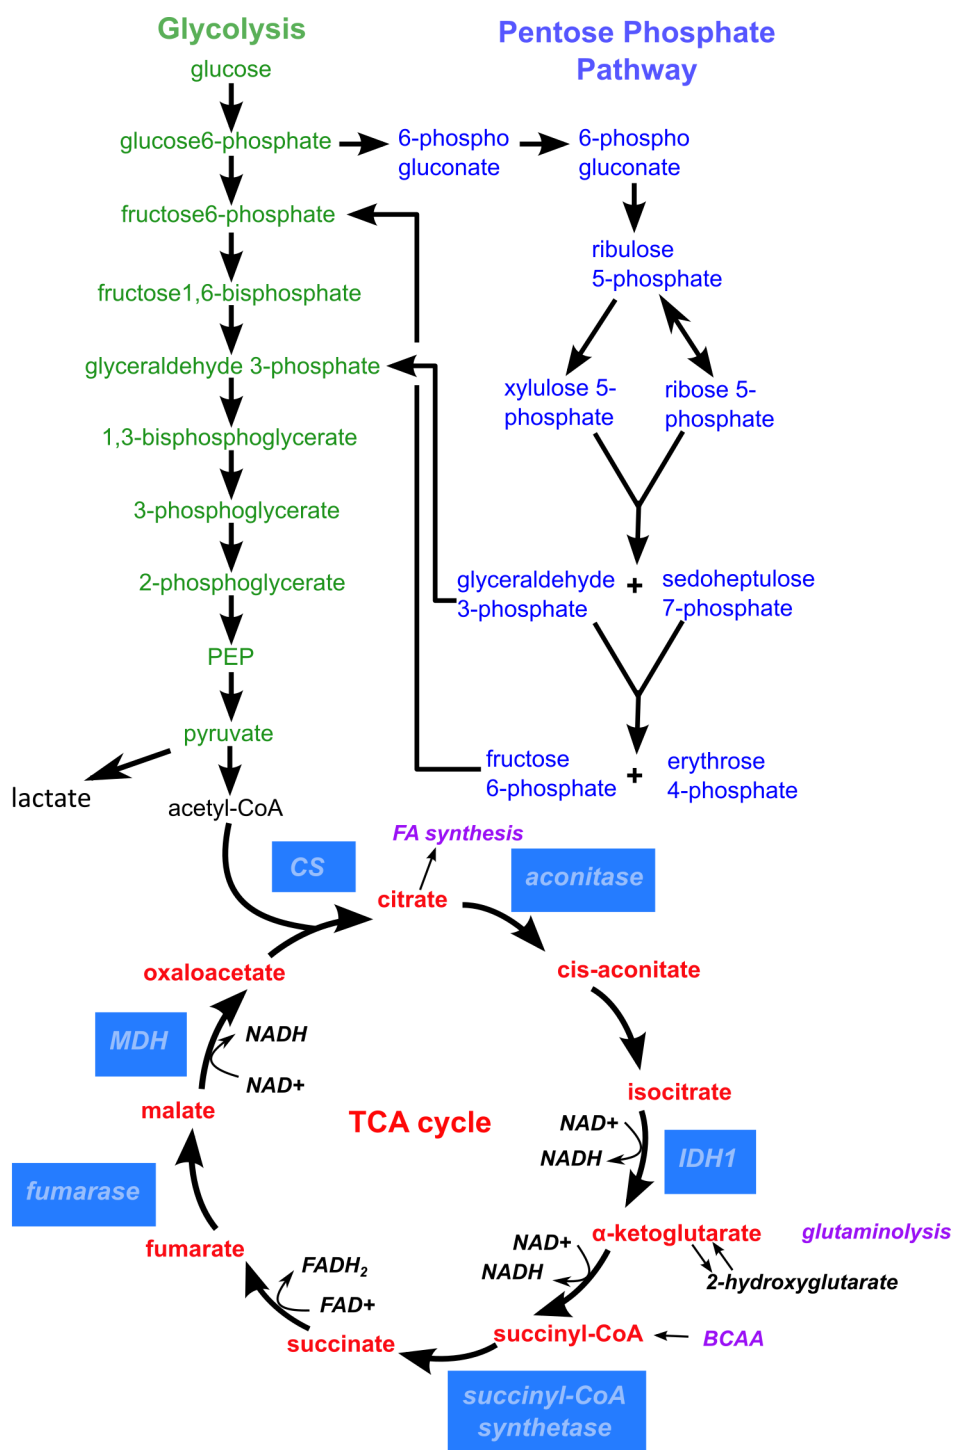 Glycolysis
Pentose Phosphate
Pathway
glucose
glucose6-phosphate
6-phospho
gluconate
6-phospho
gluconate
fructose6-phosphate
ribulose
5-phosphate
fructose1,6-bisphosphate
glyceraldehyde 3-phosphate
xylulose 5-
phosphate
ribose 5-
phosphate
1,3-bisphosphoglycerate
3-phosphoglycerate
2-phosphoglycerate
glyceraldehyde
3-phosphate
+
sedoheptulose
7-phosphate
PEP
pyruvate
fructose
6-phosphate
+
erythrose
4-phosphate
lactate
acetyl-CoA
FA synthesis
CS
aconitase
citrate
oxaloacetate
cis-aconitate
MDH
NADH
NAD+
isocitrate
malate
TCA cycle
NAD+
NADH
IDH1
fumarase
α-ketoglutarate
glutaminolysis
fumarate
NAD+
NADH
2-hydroxyglutarate
FADH₂
FAD+
succinate
succinyl-CoA
BCAA
succinyl-CoA
synthetase